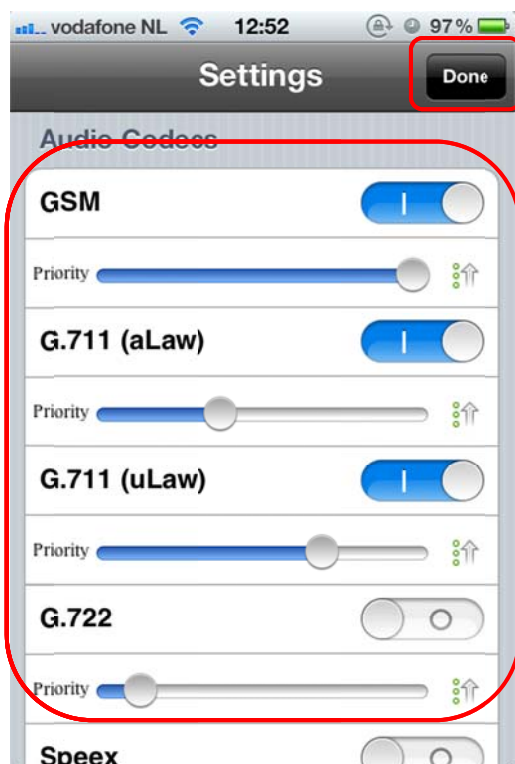 vodafone NL 12:52 97%
Settings Done
Audio Codecs
GSM
Priority
G.711 (aLaw)
Priority
G.711 (uLaw)
Priority
G.722
Priority
Speex